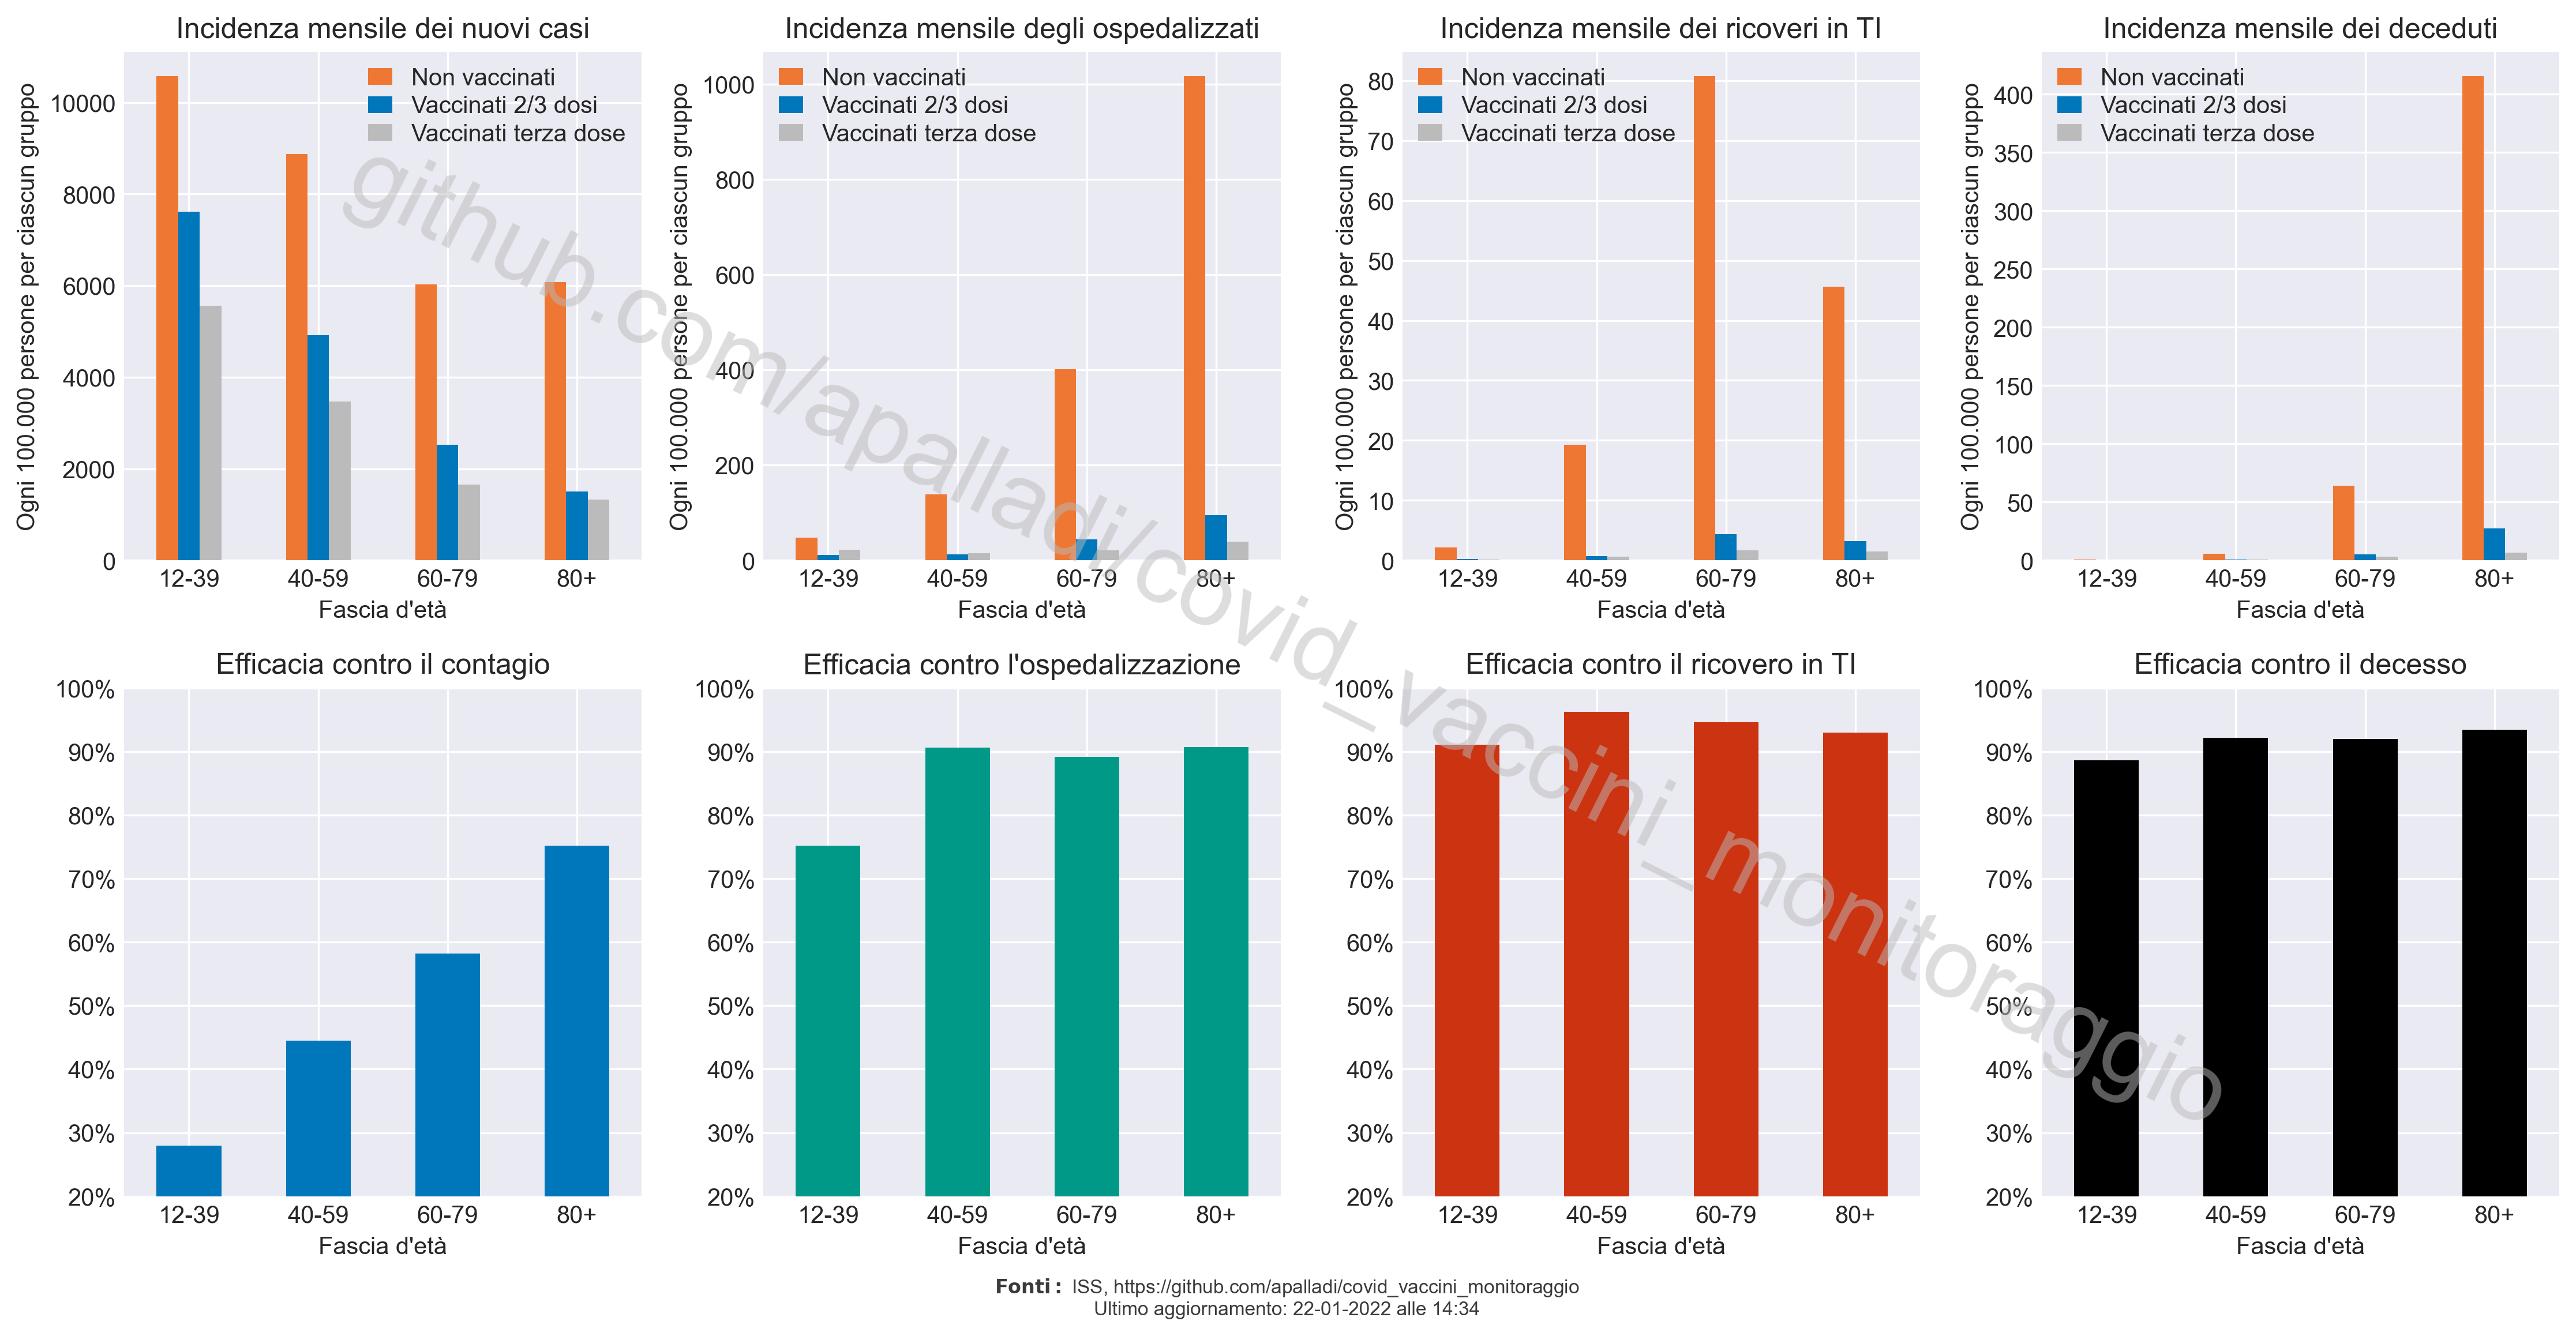 Incidenza mensile dei nuovi casi
Ogni 100.000 persone per ciascun gruppo
10000
8000
6000
4000
2000
0
Non vaccinati
Vaccinati 2/3 dosi
Vaccinati terza dose
12-39
40-59
60-79
80+
Fascia d'età
Incidenza mensile degli ospedalizzati
Ogni 100.000 persone per ciascun gruppo
1000
800
600
400
200
0
Non vaccinati
Vaccinati 2/3 dosi
Vaccinati terza dose
12-39
40-59
60-79
80+
Fascia d'età
Incidenza mensile dei ricoveri in TI
Ogni 100.000 persone per ciascun gruppo
80
70
60
50
40
30
20
10
0
Non vaccinati
Vaccinati 2/3 dosi
Vaccinati terza dose
12-39
40-59
60-79
80+
Fascia d'età
Incidenza mensile dei deceduti
Ogni 100.000 persone per ciascun gruppo
400
350
300
250
200
150
100
50
0
Non vaccinati
Vaccinati 2/3 dosi
Vaccinati terza dose
12-39
40-59
60-79
80+
Fascia d'età
github.com/apalladi/covid_vaccini_monitoraggio
Efficacia contro il contagio
100%
90%
80%
70%
60%
50%
40%
30%
20%
12-39
40-59
60-79
80+
Fascia d'età
Efficacia contro l'ospedalizzazione
100%
90%
80%
70%
60%
50%
40%
30%
20%
12-39
40-59
60-79
80+
Fascia d'età
Efficacia contro il ricovero in TI
100%
90%
80%
70%
60%
50%
40%
30%
20%
12-39
40-59
60-79
80+
Fascia d'età
Efficacia contro il decesso
100%
90%
80%
70%
60%
50%
40%
30%
20%
12-39
40-59
60-79
80+
Fascia d'età
Fonti: ISS, https://github.com/apalladi/covid_vaccini_monitoraggio
Ultimo aggiornamento: 22-01-2022 alle 14:34